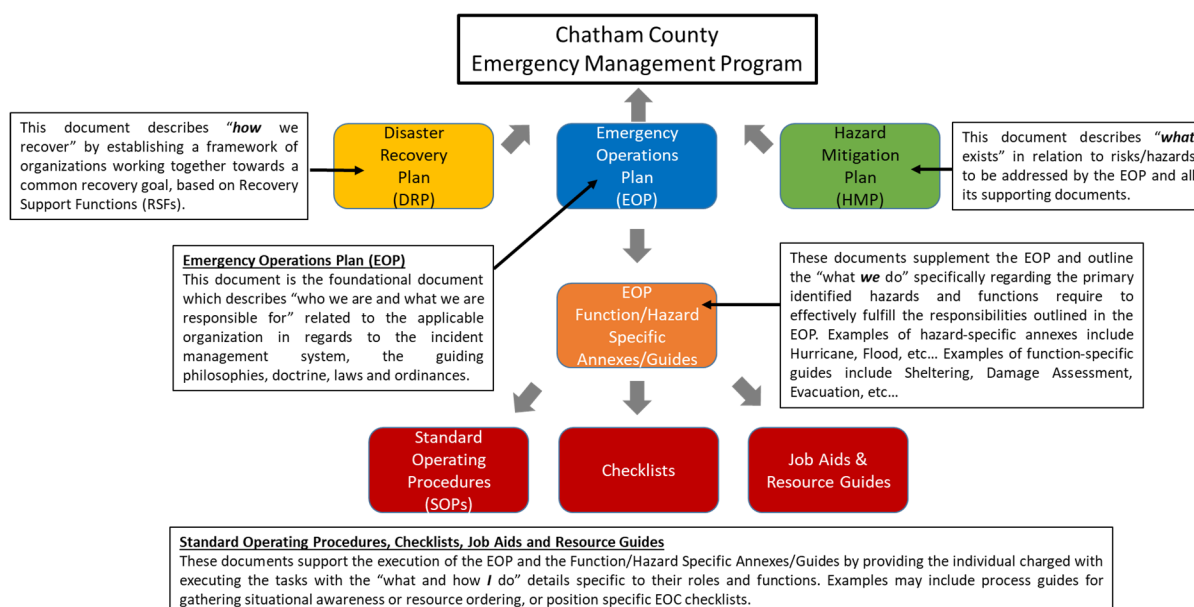 Chatham County
Emergency Management Program
This document describes “how we
recover” by establishing a framework of
organizations working together towards a
common recovery goal, based on Recovery
Support Functions (RSFs).
Disaster
Recovery
Plan
(DRP)
Emergency
Operations
Plan
(EOP)
Hazard
Mitigation
Plan
(HMP)
This document describes “what
exists” in relation to risks/hazards
to be addressed by the EOP and all
its supporting documents.
Emergency Operations Plan (EOP)
This document is the foundational document
which describes “who we are and what we are
responsible for” related to the applicable
organization in regards to the incident
management system, the guiding
philosophies, doctrine, laws and ordinances.
EOP
Function/Hazard
Specific
Annexes/Guides
These documents supplement the EOP and outline
the “what we do” specifically regarding the primary
identified hazards and functions require to
effectively fulfill the responsibilities outlined in the
EOP. Examples of hazard-specific annexes include
Hurricane, Flood, etc… Examples of function-specific
guides include Sheltering, Damage Assessment,
Evacuation, etc…
Standard
Operating
Procedures
(SOPs)
Checklists
Job Aids &
Resource Guides
Standard Operating Procedures, Checklists, Job Aids and Resource Guides
These documents support the execution of the EOP and the Function/Hazard Specific Annexes/Guides by providing the individual charged with
executing the tasks with the “what and how I do” details specific to their roles and functions. Examples may include process guides for
gathering situational awareness or resource ordering, or position specific EOC checklists.